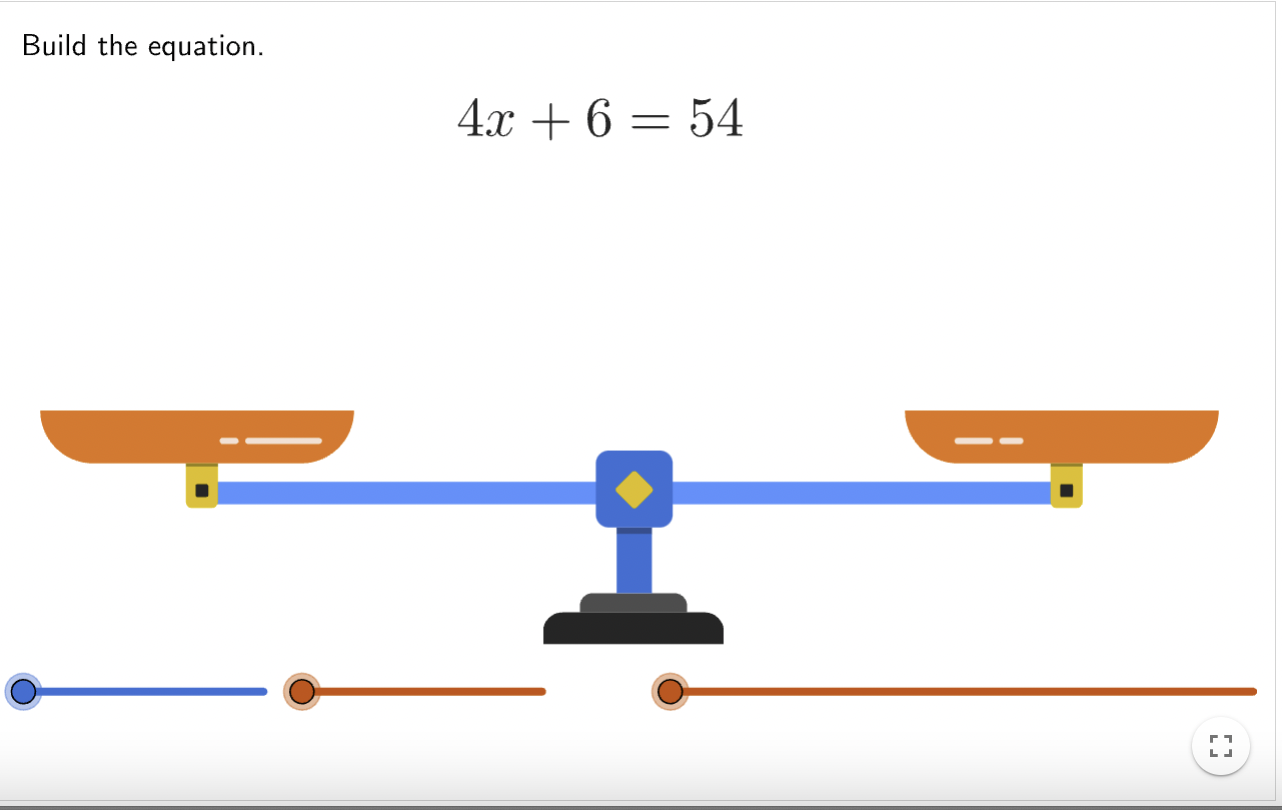 Build the equation.
4x + 6 = 54